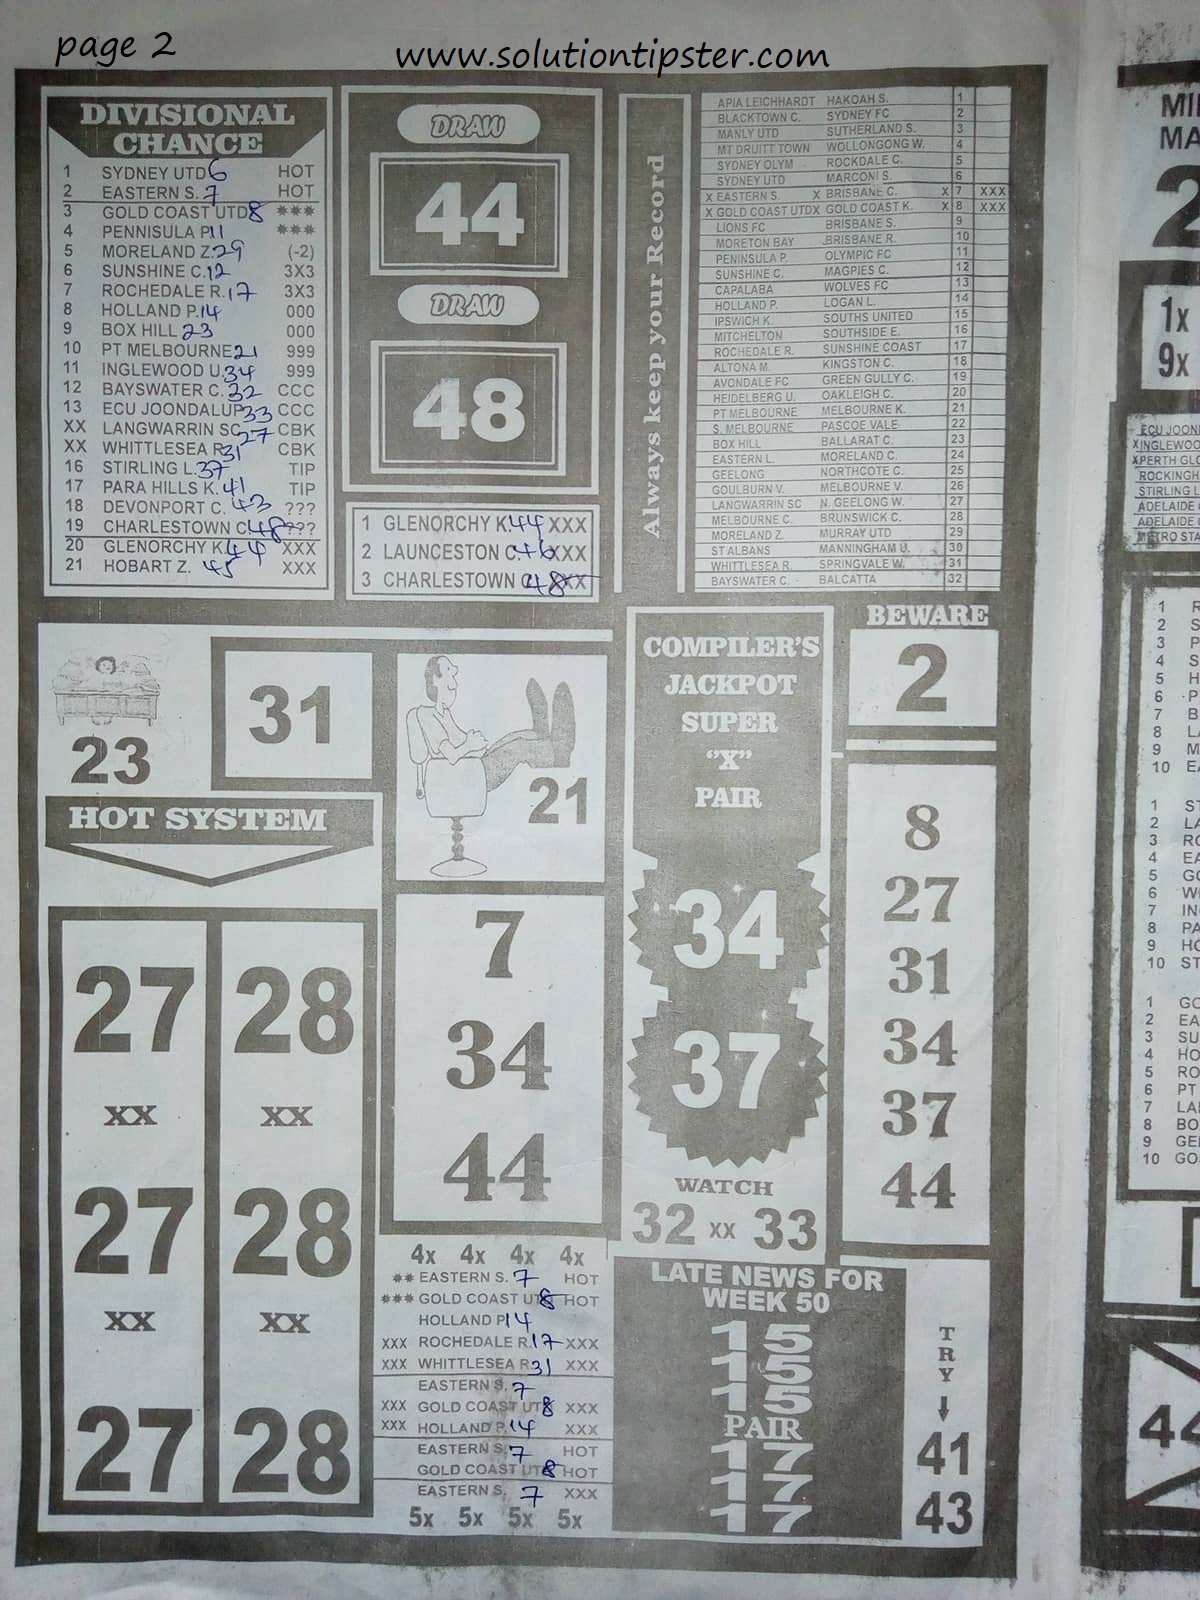 page 2
www.solutiontipster.com
DIVISIONAL
CHANCE
1 SYDNEY UTD 6 HOT
2 EASTERN S. 7 HOT
3 GOLD COAST UTD 8 ***
4 PENNISULA P 11 ***
5 MORELAND Z. 29 (-2)
6 SUNSHINE C. 12 3X3
7 ROCHEDALE R. 17 3X3
8 HOLLAND P. 14 000
9 BOX HILL 23 000
10 PT MELBOURNE 21 999
11 INGLEWOOD U. 34 999
12 BAYSWATER C. 32 CCC
13 ECU JOONDALUP 33 CCC
XX LANGWARRIN SC 27 CBK
XX WHITTLESEA R 31 CBK
16 STIRLING L. 37 TIP
17 PARA HILLS K. 41 TIP
18 DEVONPORT C. 43 ???
19 CHARLESTOWN C 48 ???
20 GLENORCHY K. 44 XXX
21 HOBART Z. 45 XXX
DRAW
44
DRAW
48
1 GLENORCHY K. 44 XXX
2 LAUNCESTON C. 46 XXX
3 CHARLESTOWN C 48 XXX
Always keep your Record
APIA LEICHHARDT HAKOAH S. 1
BLACKTOWN C. SYDNEY FC 2
MANLY UTD SUTHERLAND S. 3
MT DRUITT TOWN WOLLONGONG W. 4
SYDNEY OLYM ROCKDALE C. 5
SYDNEY UTD MARCONI S. 6
X EASTERN S. X BRISBANE C. X 7 XXX
X GOLD COAST UTD X GOLD COAST K. X 8 XXX
LIONS FC BRISBANE S. 9
MORETON BAY BRISBANE R. 10
PENINSULA P. OLYMPIC FC 11
SUNSHINE C. MAGPIES C. 12
CAPALABA WOLVES FC 13
HOLLAND P. LOGAN L. 14
IPSWICH K. SOUTHS UNITED 15
MITCHELTON SOUTHSIDE E. 16
ROCHEDALE R. SUNSHINE COAST 17
ALTONA M. KINGSTON C. 18
AVONDALE FC GREEN GULLY C. 19
HEIDELBERG U. OAKLEIGH C. 20
PT MELBOURNE MELBOURNE K. 21
S. MELBOURNE PASCOE VALE 22
BOX HILL BALLARAT C. 23
EASTERN L. MORELAND C. 24
GEELONG NORTHCOTE C. 25
GOULBURN V. MELBOURNE V. 26
LANGWARRIN SC N. GEELONG W. 27
MELBOURNE C. BRUNSWICK C. 28
MORELAND Z. MURRAY UTD 29
ST ALBANS MANNINGHAM U. 30
WHITTLESEA R. SPRINGVALE W. 31
BAYSWATER C. BALCATTA 32
23
31
21
HOT SYSTEM
27 28
XX XX
27 28
XX XX
27 28
7
34
44
4x 4x 4x 4x
** EASTERN S. 7 HOT
*** GOLD COAST UT 8 HOT
HOLLAND P 14
XXX ROCHEDALE R. 17 XXX
XXX WHITTLESEA R 31 XXX
EASTERN S. 7
XXX GOLD COAST UT 8 XXX
XXX HOLLAND P. 14 XXX
EASTERN S. 7 HOT
GOLD COAST UT 8 HOT
EASTERN S. 7 XXX
5x 5x 5x 5x
COMPILER'S
JACKPOT
SUPER
"X"
PAIR
34
37
WATCH
32 XX 33
BEWARE
2
8
27
31
34
37
44
LATE NEWS FOR
WEEK 50
15
15
15
PAIR
17
17
17
TRY
41
43
1x
9x